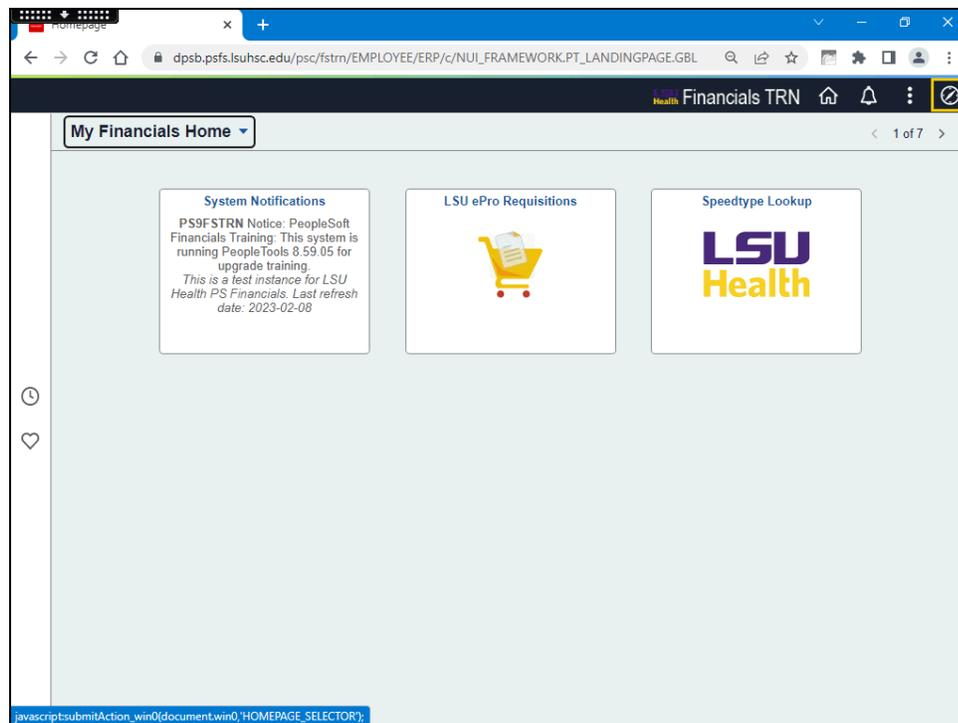 Homepage
dpsb.psfs.lsuhsc.edu/psc/fstrn/EMPLOYEE/ERP/c/NUI_FRAMEWORK.PT_LANDINGPAGE.GBL
LSU Health Financials TRN
My Financials Home
1 of 7
System Notifications
PS9FSTRN Notice: PeopleSoft
Financials Training: This system is
running PeopleTools 8.59.05 for
upgrade training.
This is a test instance for LSU
Health PS Financials. Last refresh
date: 2023-02-08
LSU ePro Requisitions
Speedtype Lookup
LSU
Health
javascript:submitAction_win0(document.win0,'HOMEPAGE_SELECTOR');